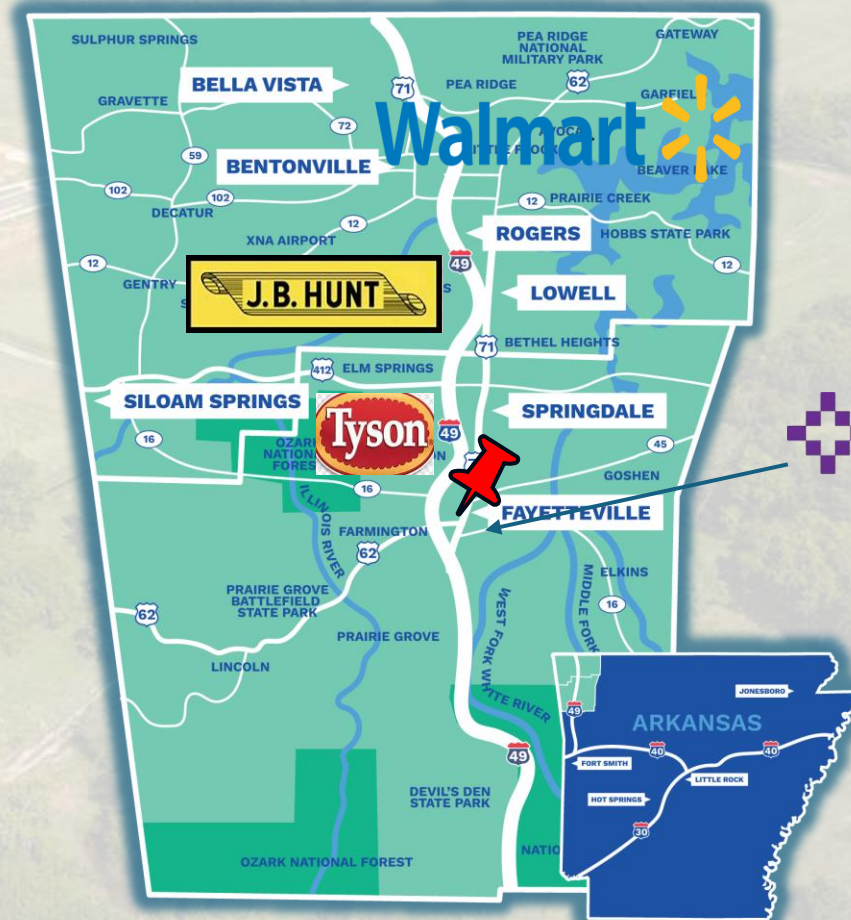 SULPHUR SPRINGS
PEA RIDGE
NATIONAL
MILITARY PARK
GATEWAY
BELLA VISTA
71
PEA RIDGE
62
GARFIEL
GRAVETTE
Walmart
72
59
BENTONVILLE
BEAVER LAKE
102
102
12
PRAIRIE CREEK
DECATUR
12
XNA AIRPORT
ROGERS
HOBBS STATE PARK
12
49
12
GENTRY
J.B. HUNT
LOWELL
71
BETHEL HEIGHTS
412
ELM SPRINGS
SILOAM SPRINGS
SPRINGDALE
Tyson
49
16
45
OZARK
NATIONAL
FOREST
GOSHEN
16
FAYETTEVILLE
ILLINOIS RIVER
FARMINGTON
62
ELKINS
MIDDLE FORK
PRAIRIE GROVE
BATTLEFIELD
STATE PARK
WEST FORK WHITE RIVER
16
62
PRAIRIE GROVE
LINCOLN
JONESBORO
49
ARKANSAS
49
40
40
FORT SMITH
LITTLE ROCK
DEVIL'S DEN
STATE PARK
HOT SPRINGS
30
OZARK NATIONAL FOREST
NATIO